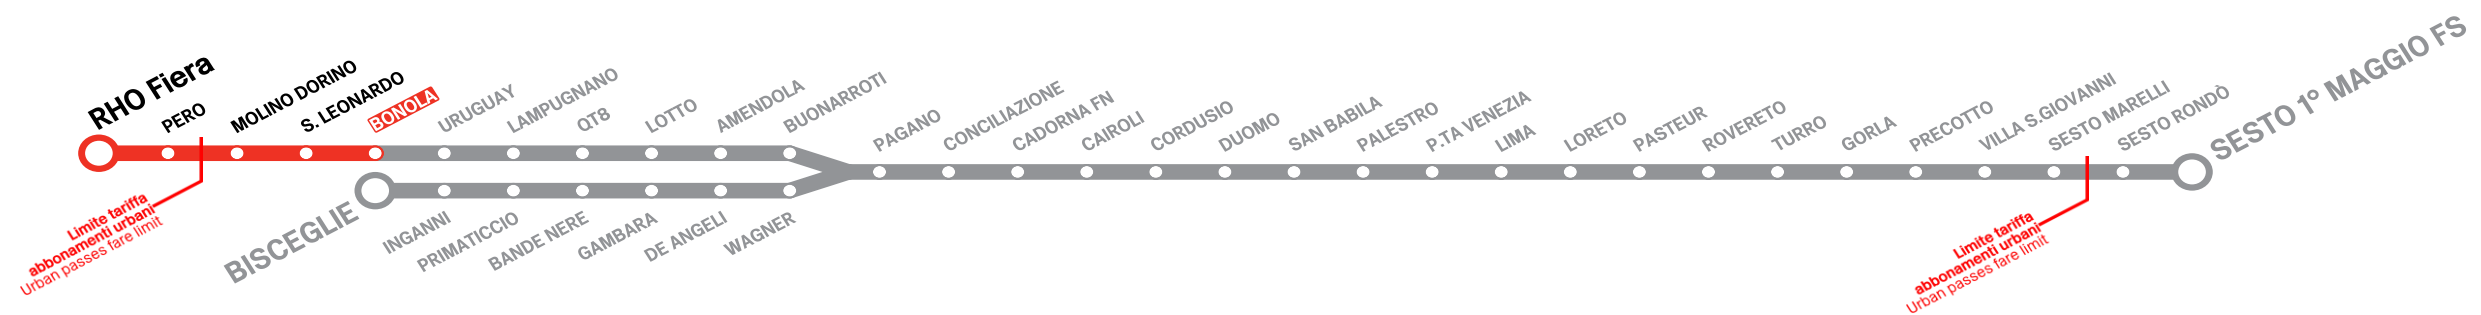 RHO Fiera
PERO
MOLINO DORINO
S. LEONARDO
BONOLA
URUGUAY
LAMPUGNANO
QT8
LOTTO
AMENDOLA
BUONARROTI
PAGANO
CONCILIAZIONE
CADORNA FN
CAIROLI
CORDUSIO
DUOMO
SAN BABILA
PALESTRO
P.TA VENEZIA
LIMA
LORETO
PASTEUR
ROVERETO
TURRO
GORLA
PRECOTTO
VILLA S.GIOVANNI
SESTO MARELLI
SESTO RONDÒ
SESTO 1° MAGGIO FS
BISCEGLIE
INGANNI
PRIMATICCIO
BANDE NERE
GAMBARA
DE ANGELI
WAGNER
Limite tariffa
abbonamenti urbani
Urban passes fare limit
Limite tariffa
abbonamenti urbani
Urban passes fare limit